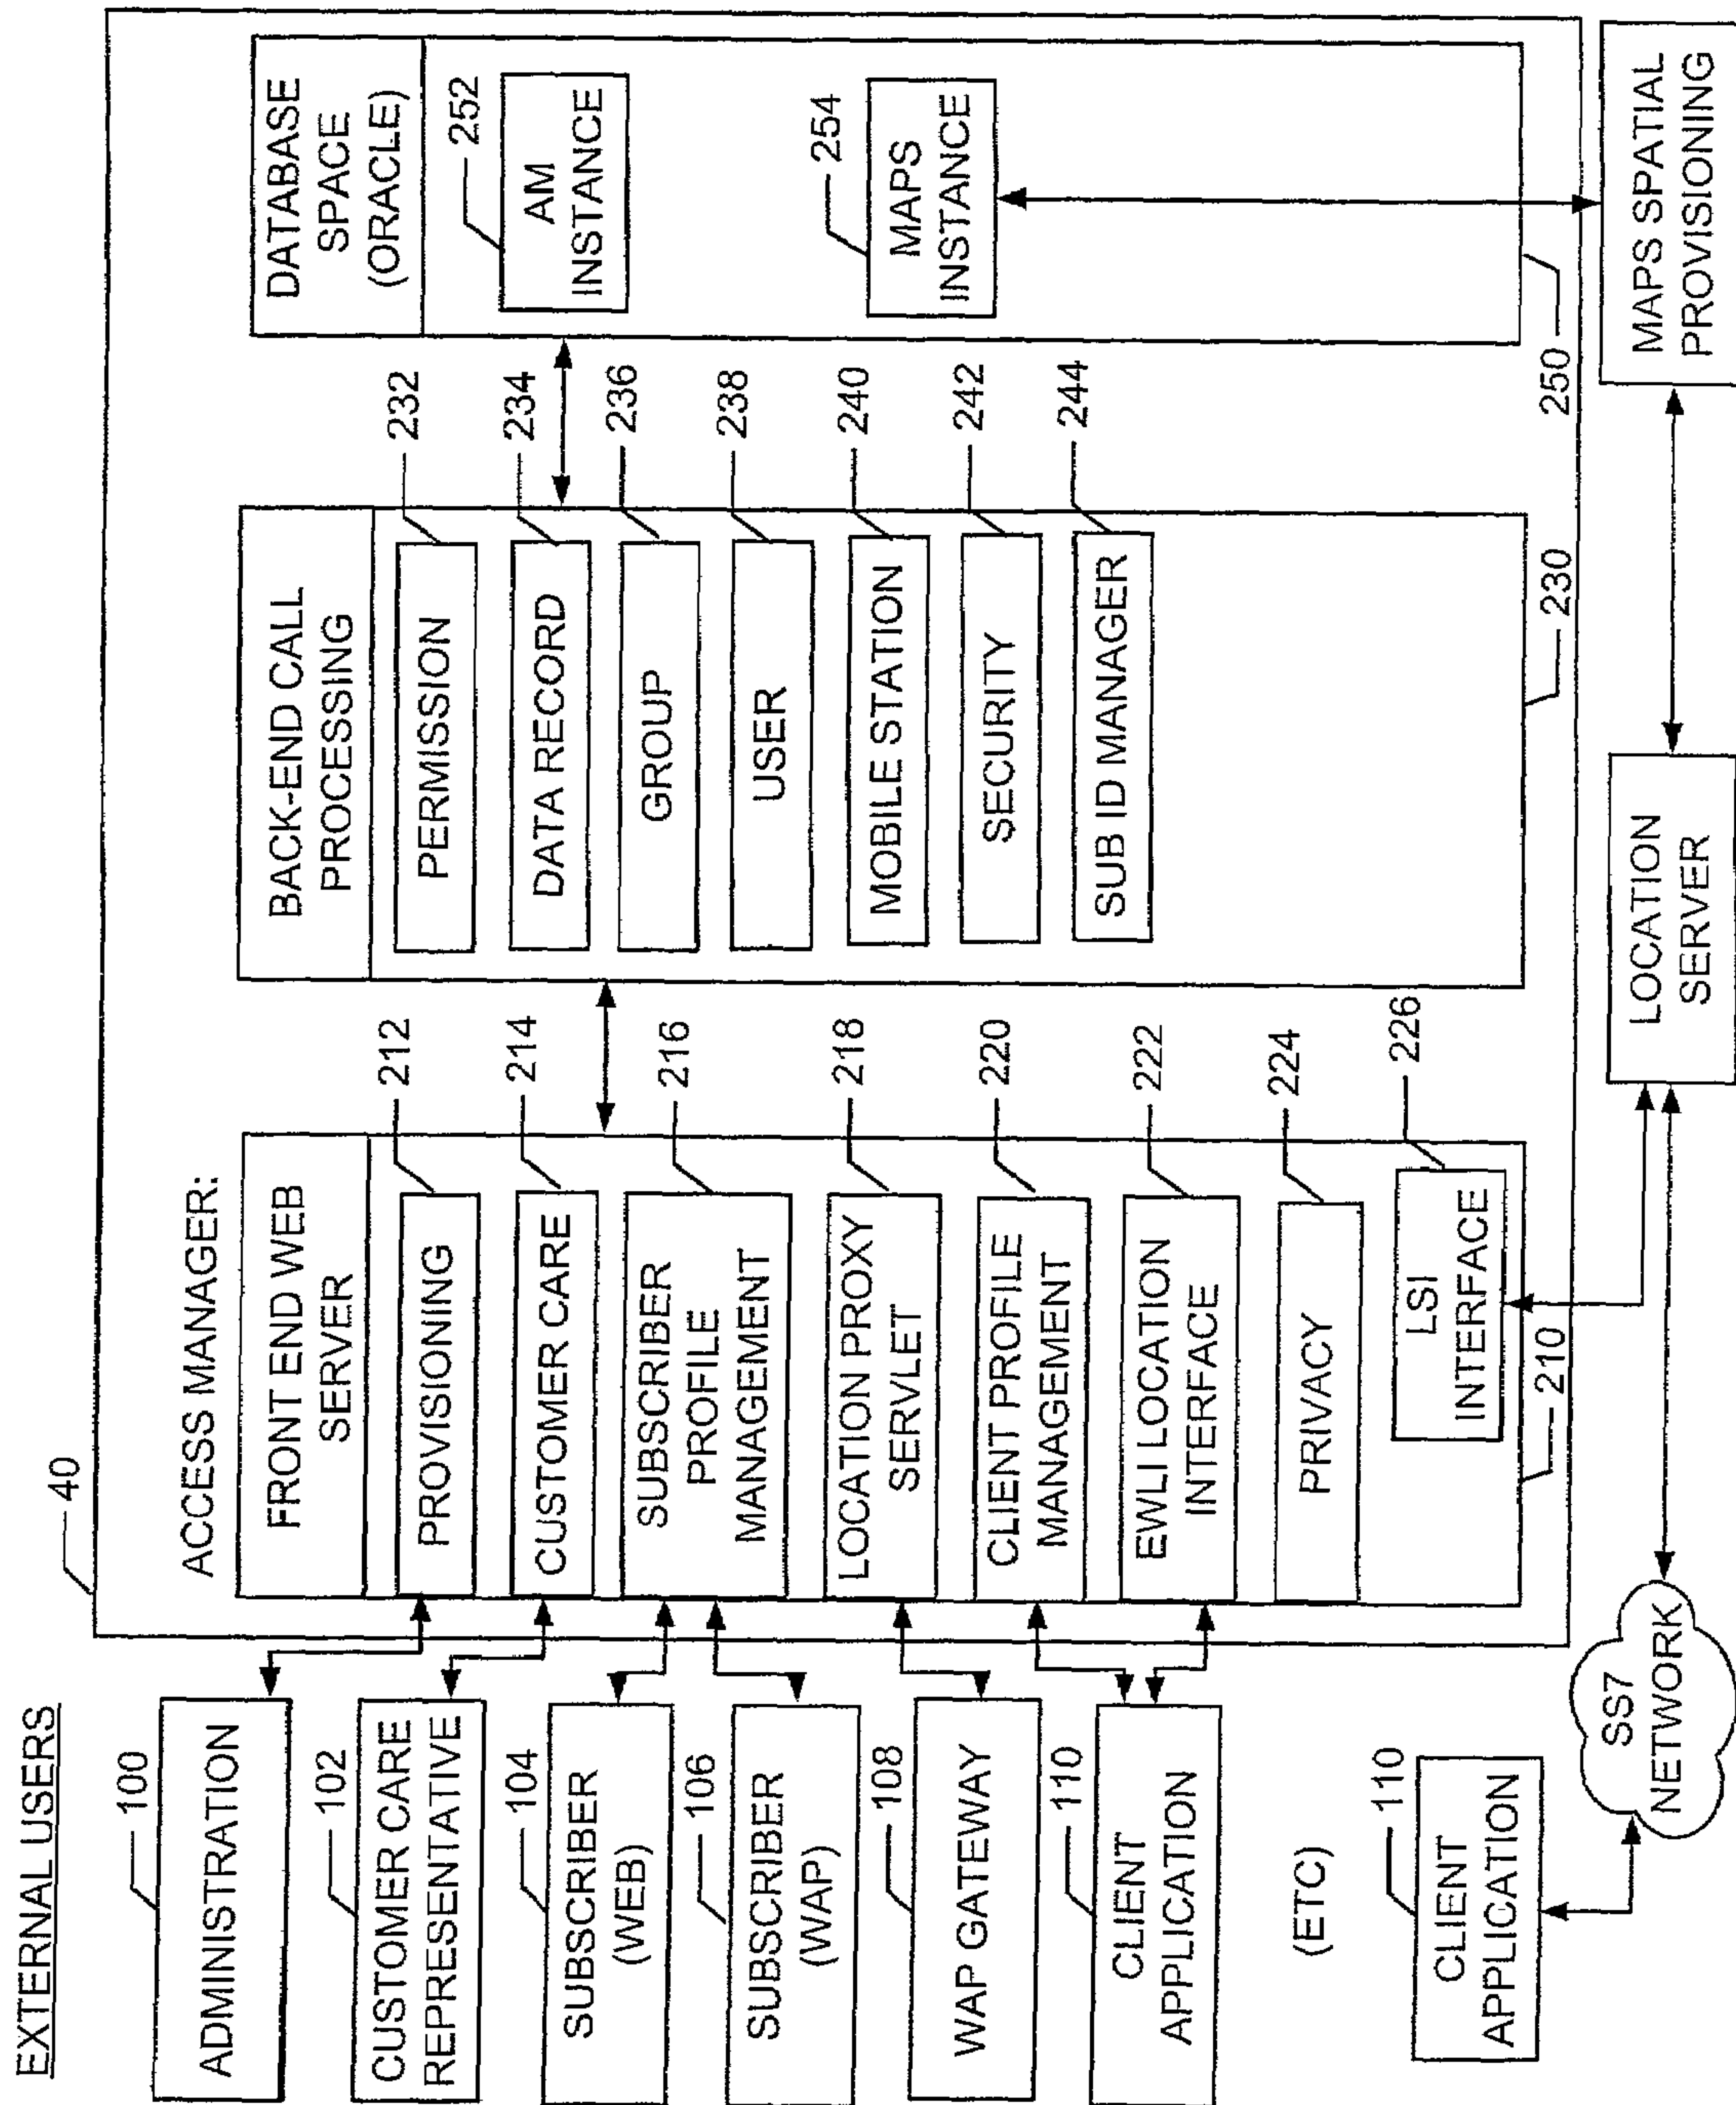 EXTERNAL USERS
100
ADMINISTRATION
102
CUSTOMER CARE
REPRESENTATIVE
104
SUBSCRIBER
(WEB)
106
SUBSCRIBER
(WAP)
108
WAP GATEWAY
110
CLIENT
APPLICATION
(ETC)
110
CLIENT
APPLICATION
SS7
NETWORK
40
ACCESS MANAGER:
FRONT END WEB
SERVER
212
PROVISIONING
214
CUSTOMER CARE
216
SUBSCRIBER
PROFILE
MANAGEMENT
218
LOCATION PROXY
SERVLET
220
CLIENT PROFILE
MANAGEMENT
222
EWLI LOCATION
INTERFACE
224
PRIVACY
226
LSI
INTERFACE
210
BACK-END CALL
PROCESSING
232
PERMISSION
234
DATA RECORD
236
GROUP
238
USER
240
MOBILE STATION
242
SECURITY
244
SUB ID MANAGER
230
DATABASE
SPACE
(ORACLE)
252
AM
INSTANCE
254
MAPS
INSTANCE
250
LOCATION
SERVER
MAPS SPATIAL
PROVISIONING